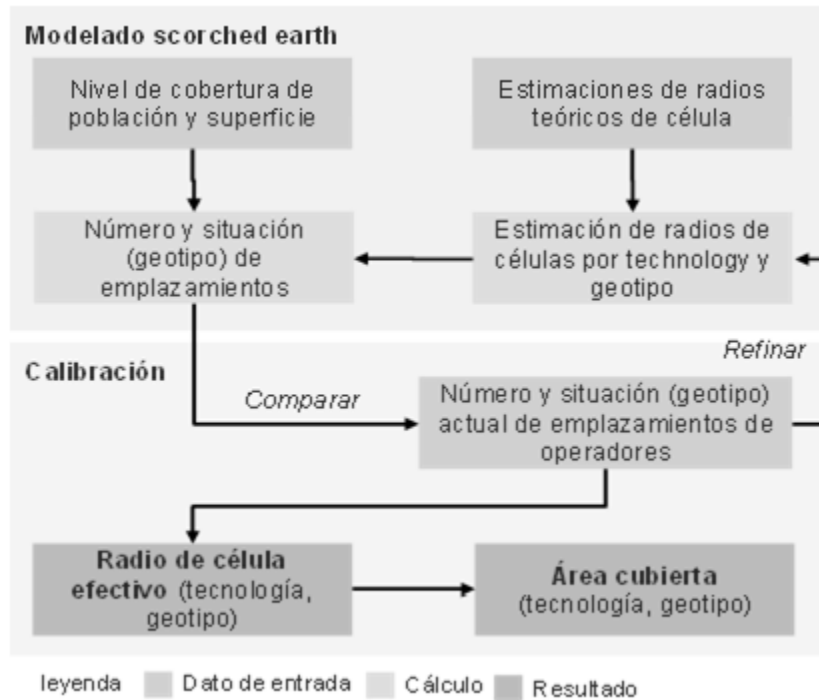 Modelado scorched earth
Nivel de cobertura de
población y superficie
Estimaciones de radios
teóricos de célula
Número y situación
(geotipo) de
emplazamientos
Estimación de radios de
células por technology y
geotipo
Refinar
Calibración
Comparar
Número y situación (geotipo)
actual de emplazamientos de
operadores
Radio de célula
efectivo (tecnología,
geotipo)
Área cubierta
(tecnología, geotipo)
leyenda
Dato de entrada
Cálculo
Resultado